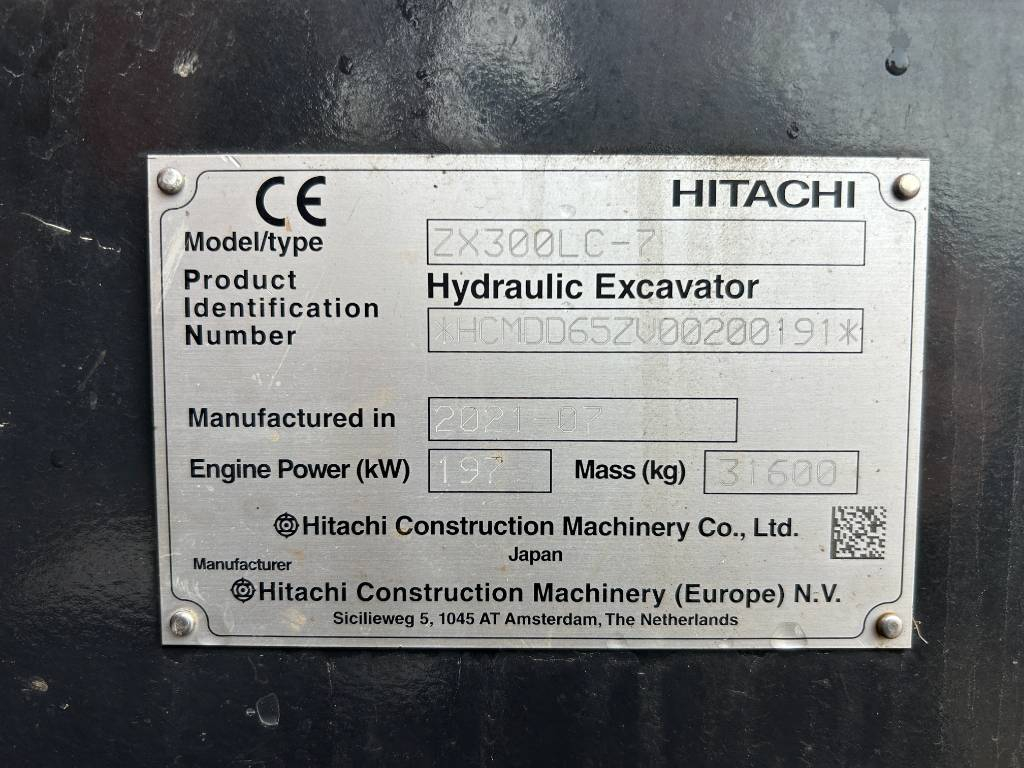 CE HITACHI
Model/type ZX300LC-7
Product
Identification Hydraulic Excavator
Number *HCMDD65ZV00200191*
Manufactured in 2021-07
Engine Power (kW) 197 Mass (kg) 31600
Hitachi Construction Machinery Co., Ltd.
Japan
Manufacturer
Hitachi Construction Machinery (Europe) N.V.
Sicilieweg 5, 1045 AT Amsterdam, The Netherlands